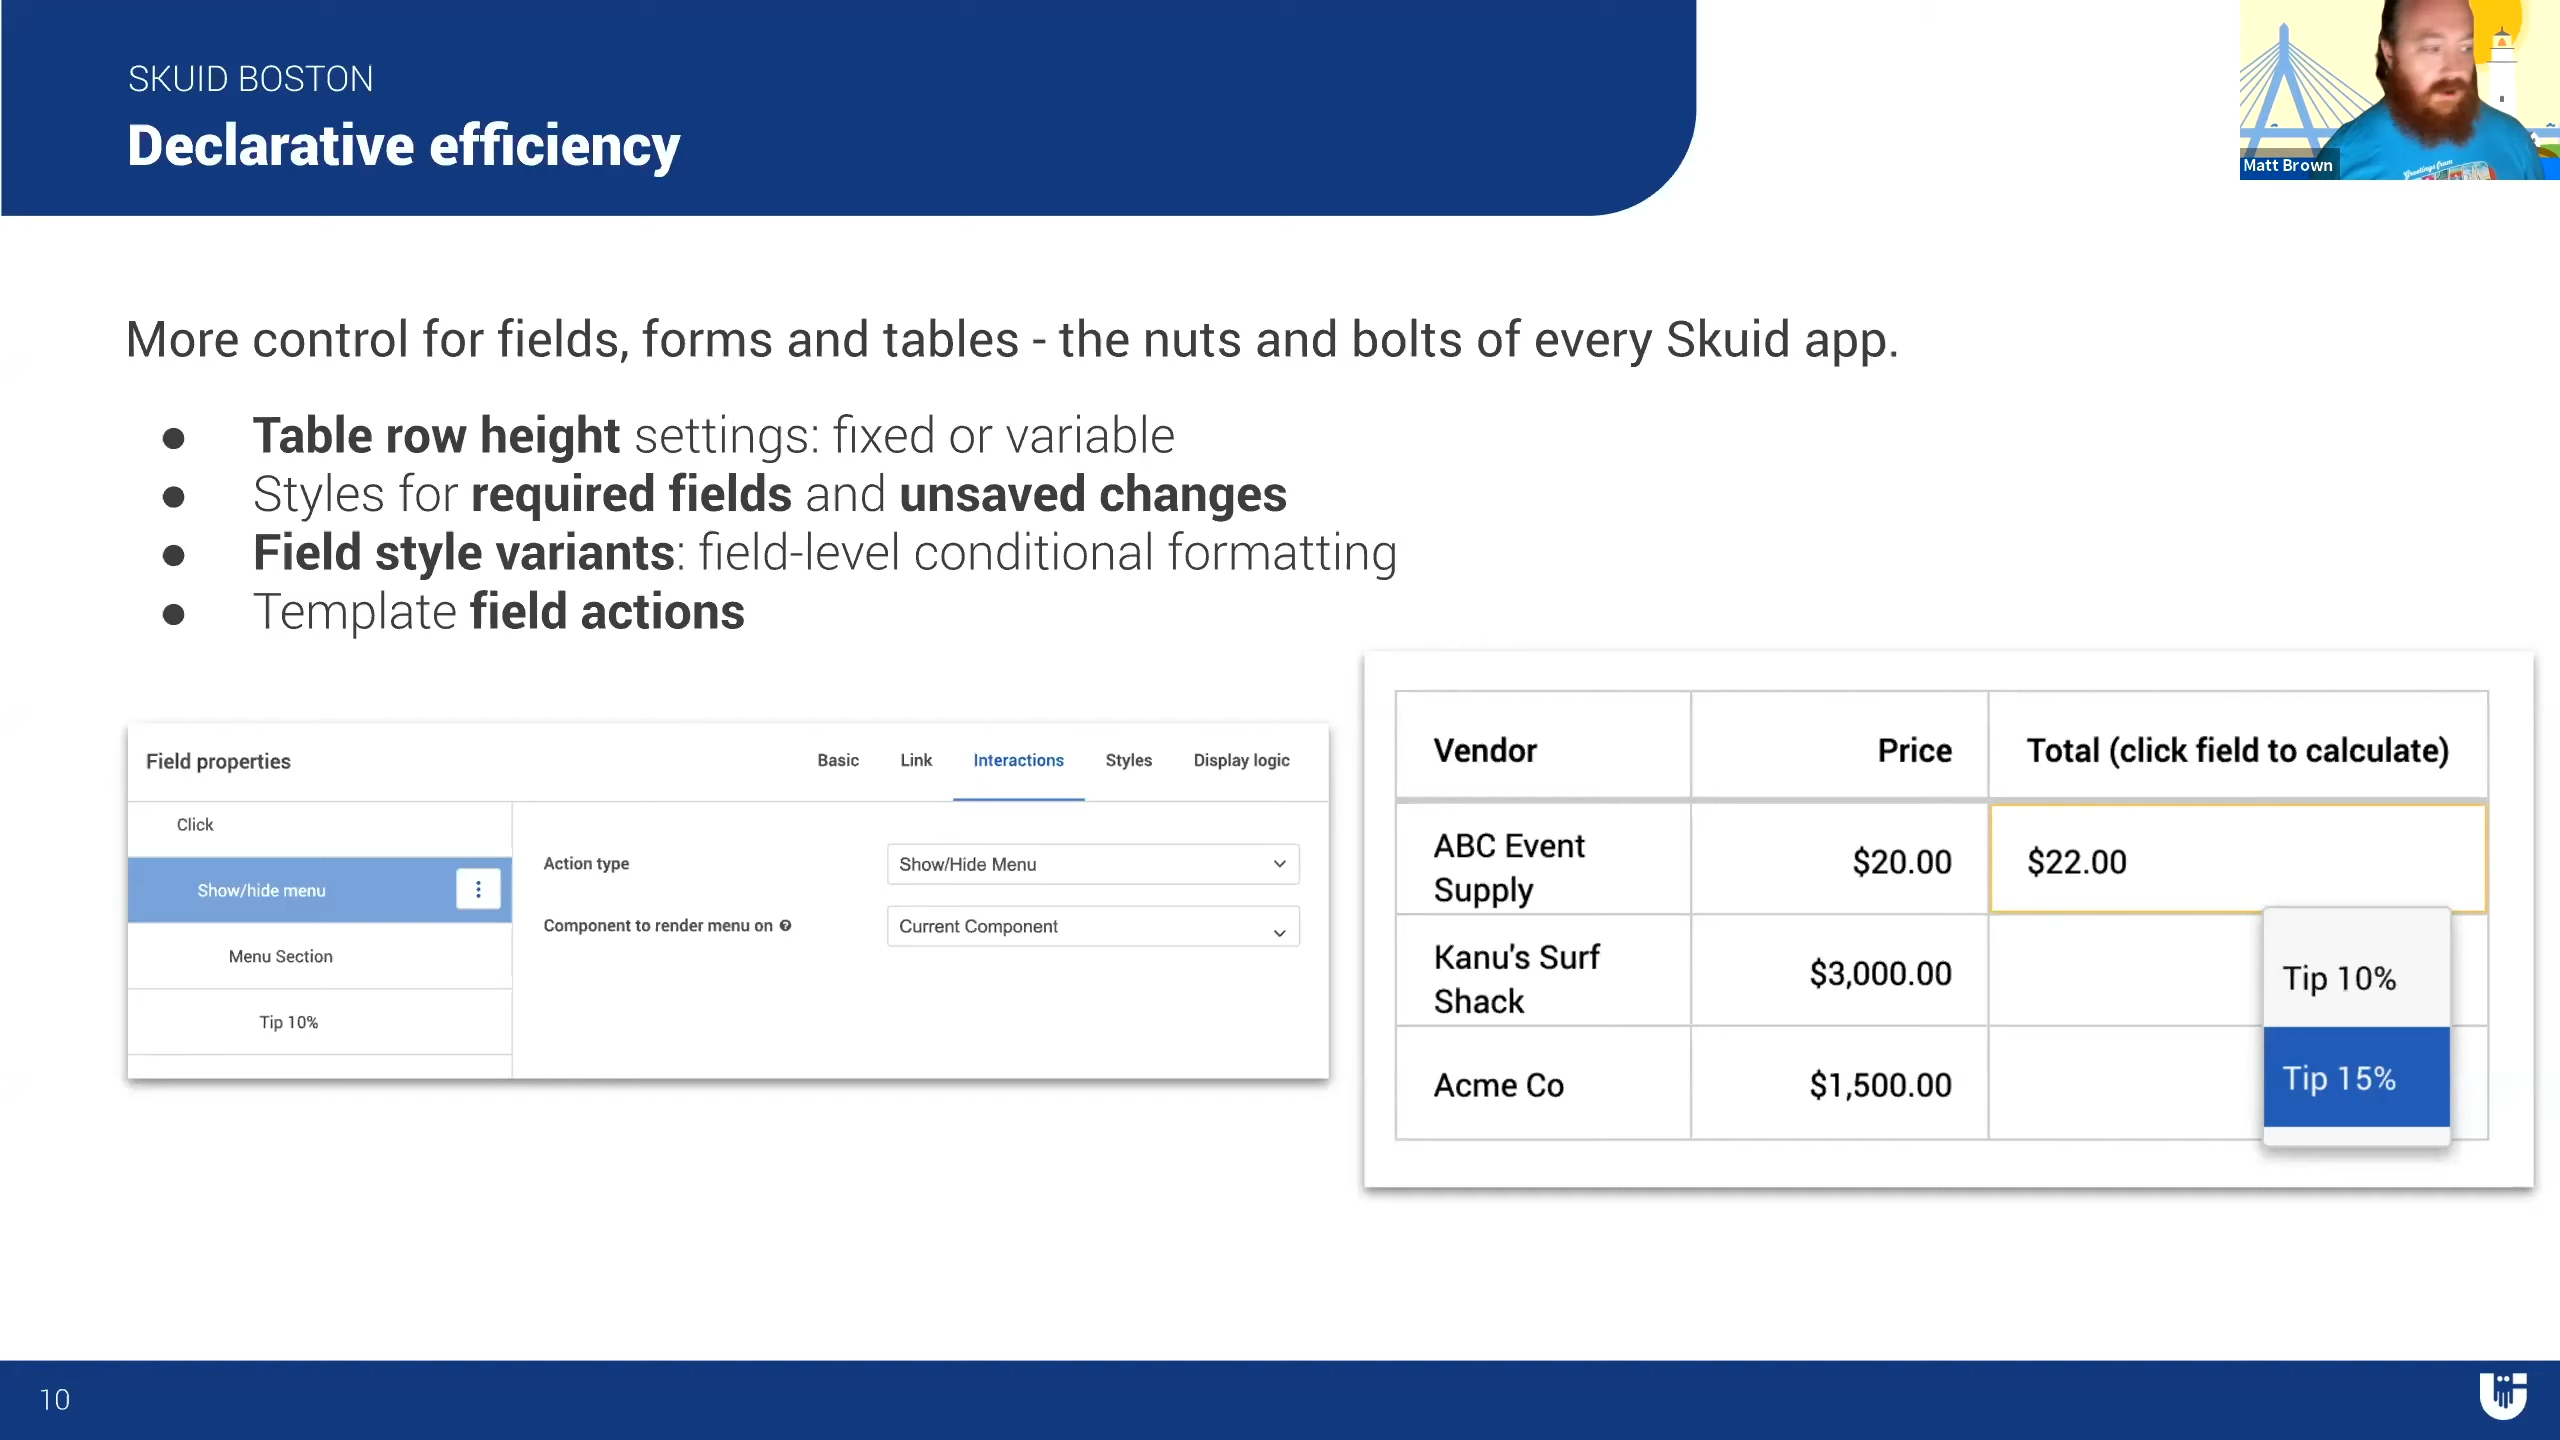 SKUID BOSTON
Declarative efficiency
Matt Brown
Greetings from
More control for fields, forms and tables - the nuts and bolts of every Skuid app.
● Table row height settings: fixed or variable
● Styles for required fields and unsaved changes
● Field style variants: field-level conditional formatting
● Template field actions
Field properties
Basic Link Interactions Styles Display logic
Click
Show/hide menu
Menu Section
Tip 10%
Action type Show/Hide Menu
Component to render menu on Current Component
Vendor Price Total (click field to calculate)
ABC Event
Supply
$20.00 $22.00
Kanu's Surf
Shack
$3,000.00
Acme Co $1,500.00
Tip 10%
Tip 15%
10